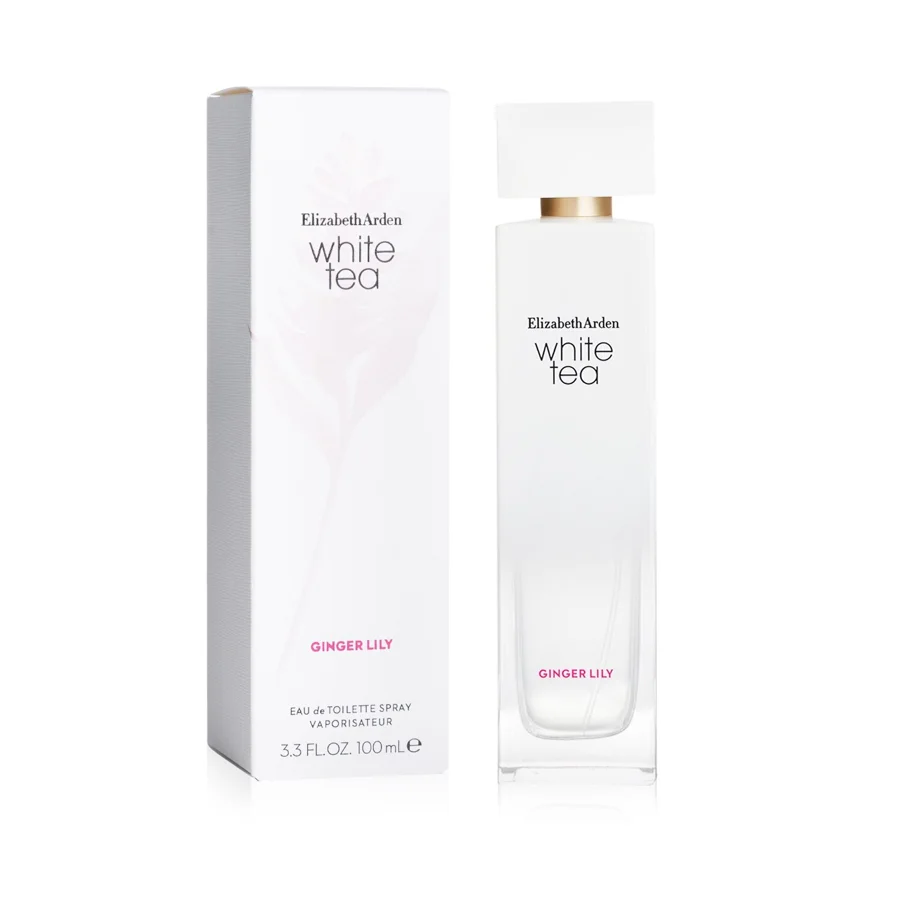 ElizabethArden
white
tea
GINGER LILY
EAU de TOILETTE SPRAY
VAPORISATEUR
3.3 FL.OZ. 100 mL ℮
ElizabethArden
white
tea
GINGER LILY